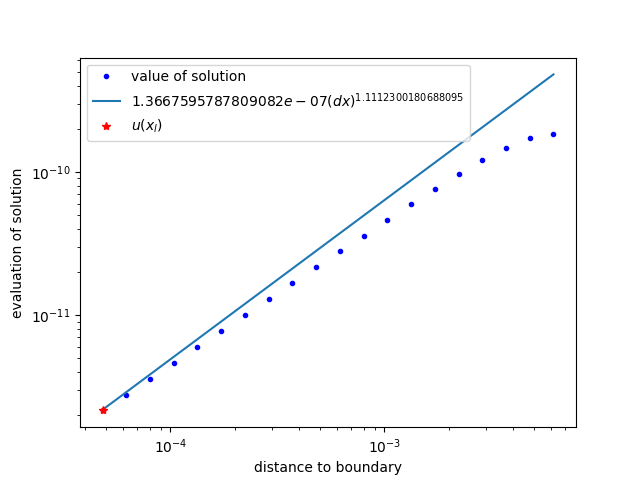 value of solution
1.3667595787809082e − 07(dx)^1.1112300180688095
u(x_l)
10^−10
10^−11
evaluation of solution
10^−4 10^−3
distance to boundary